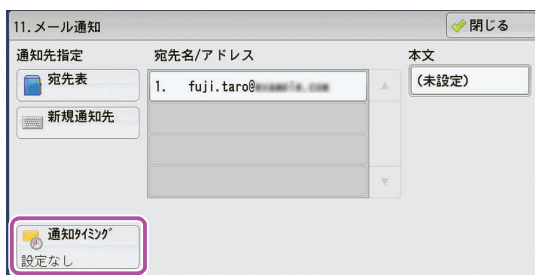 11.メール通知
閉じる
通知先指定
宛先名/アドレス
本文
宛先表
1. fuji.taro@
(未設定)
新規通知先
通知タイミング
設定なし